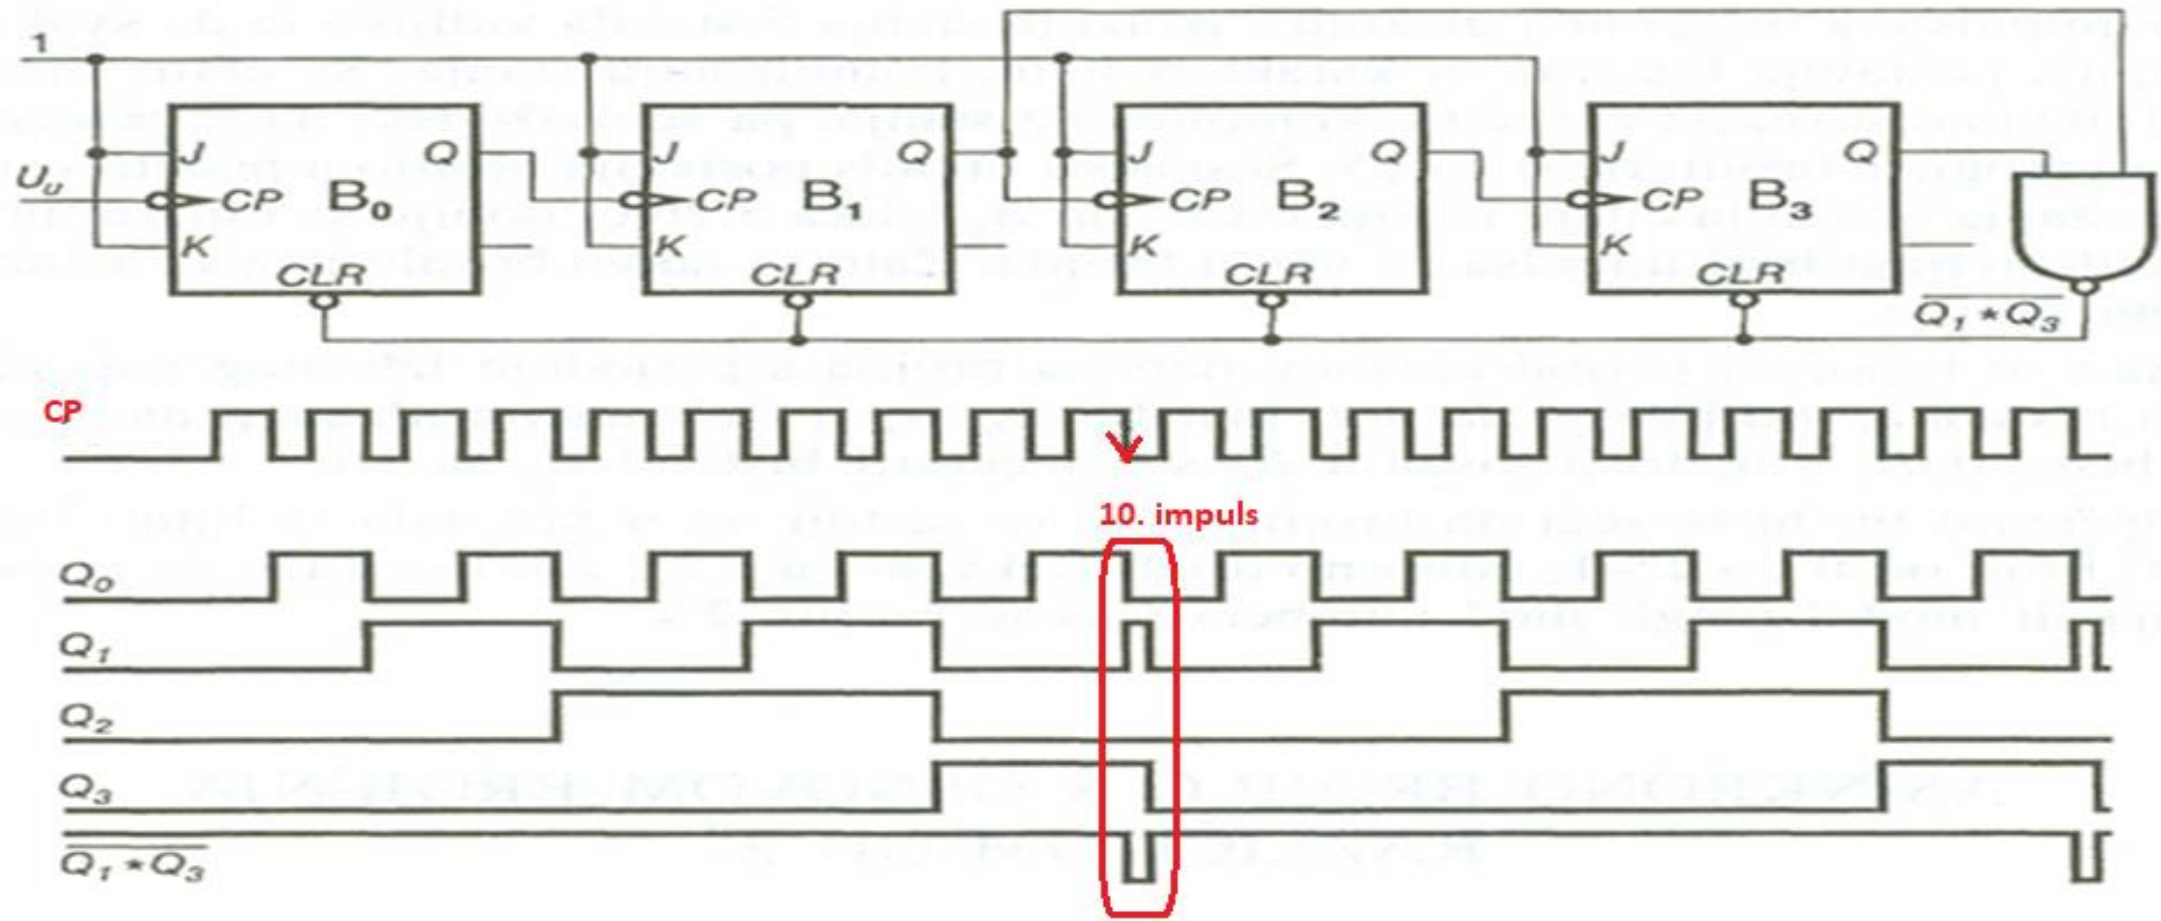 1
Uu
J Q J Q J Q J Q
CP B0 CP B1 CP B2 CP B3
K K K K
CLR CLR CLR CLR
Q1 * Q3
CP
10. impuls
Q0
Q1
Q2
Q3
Q1 * Q3